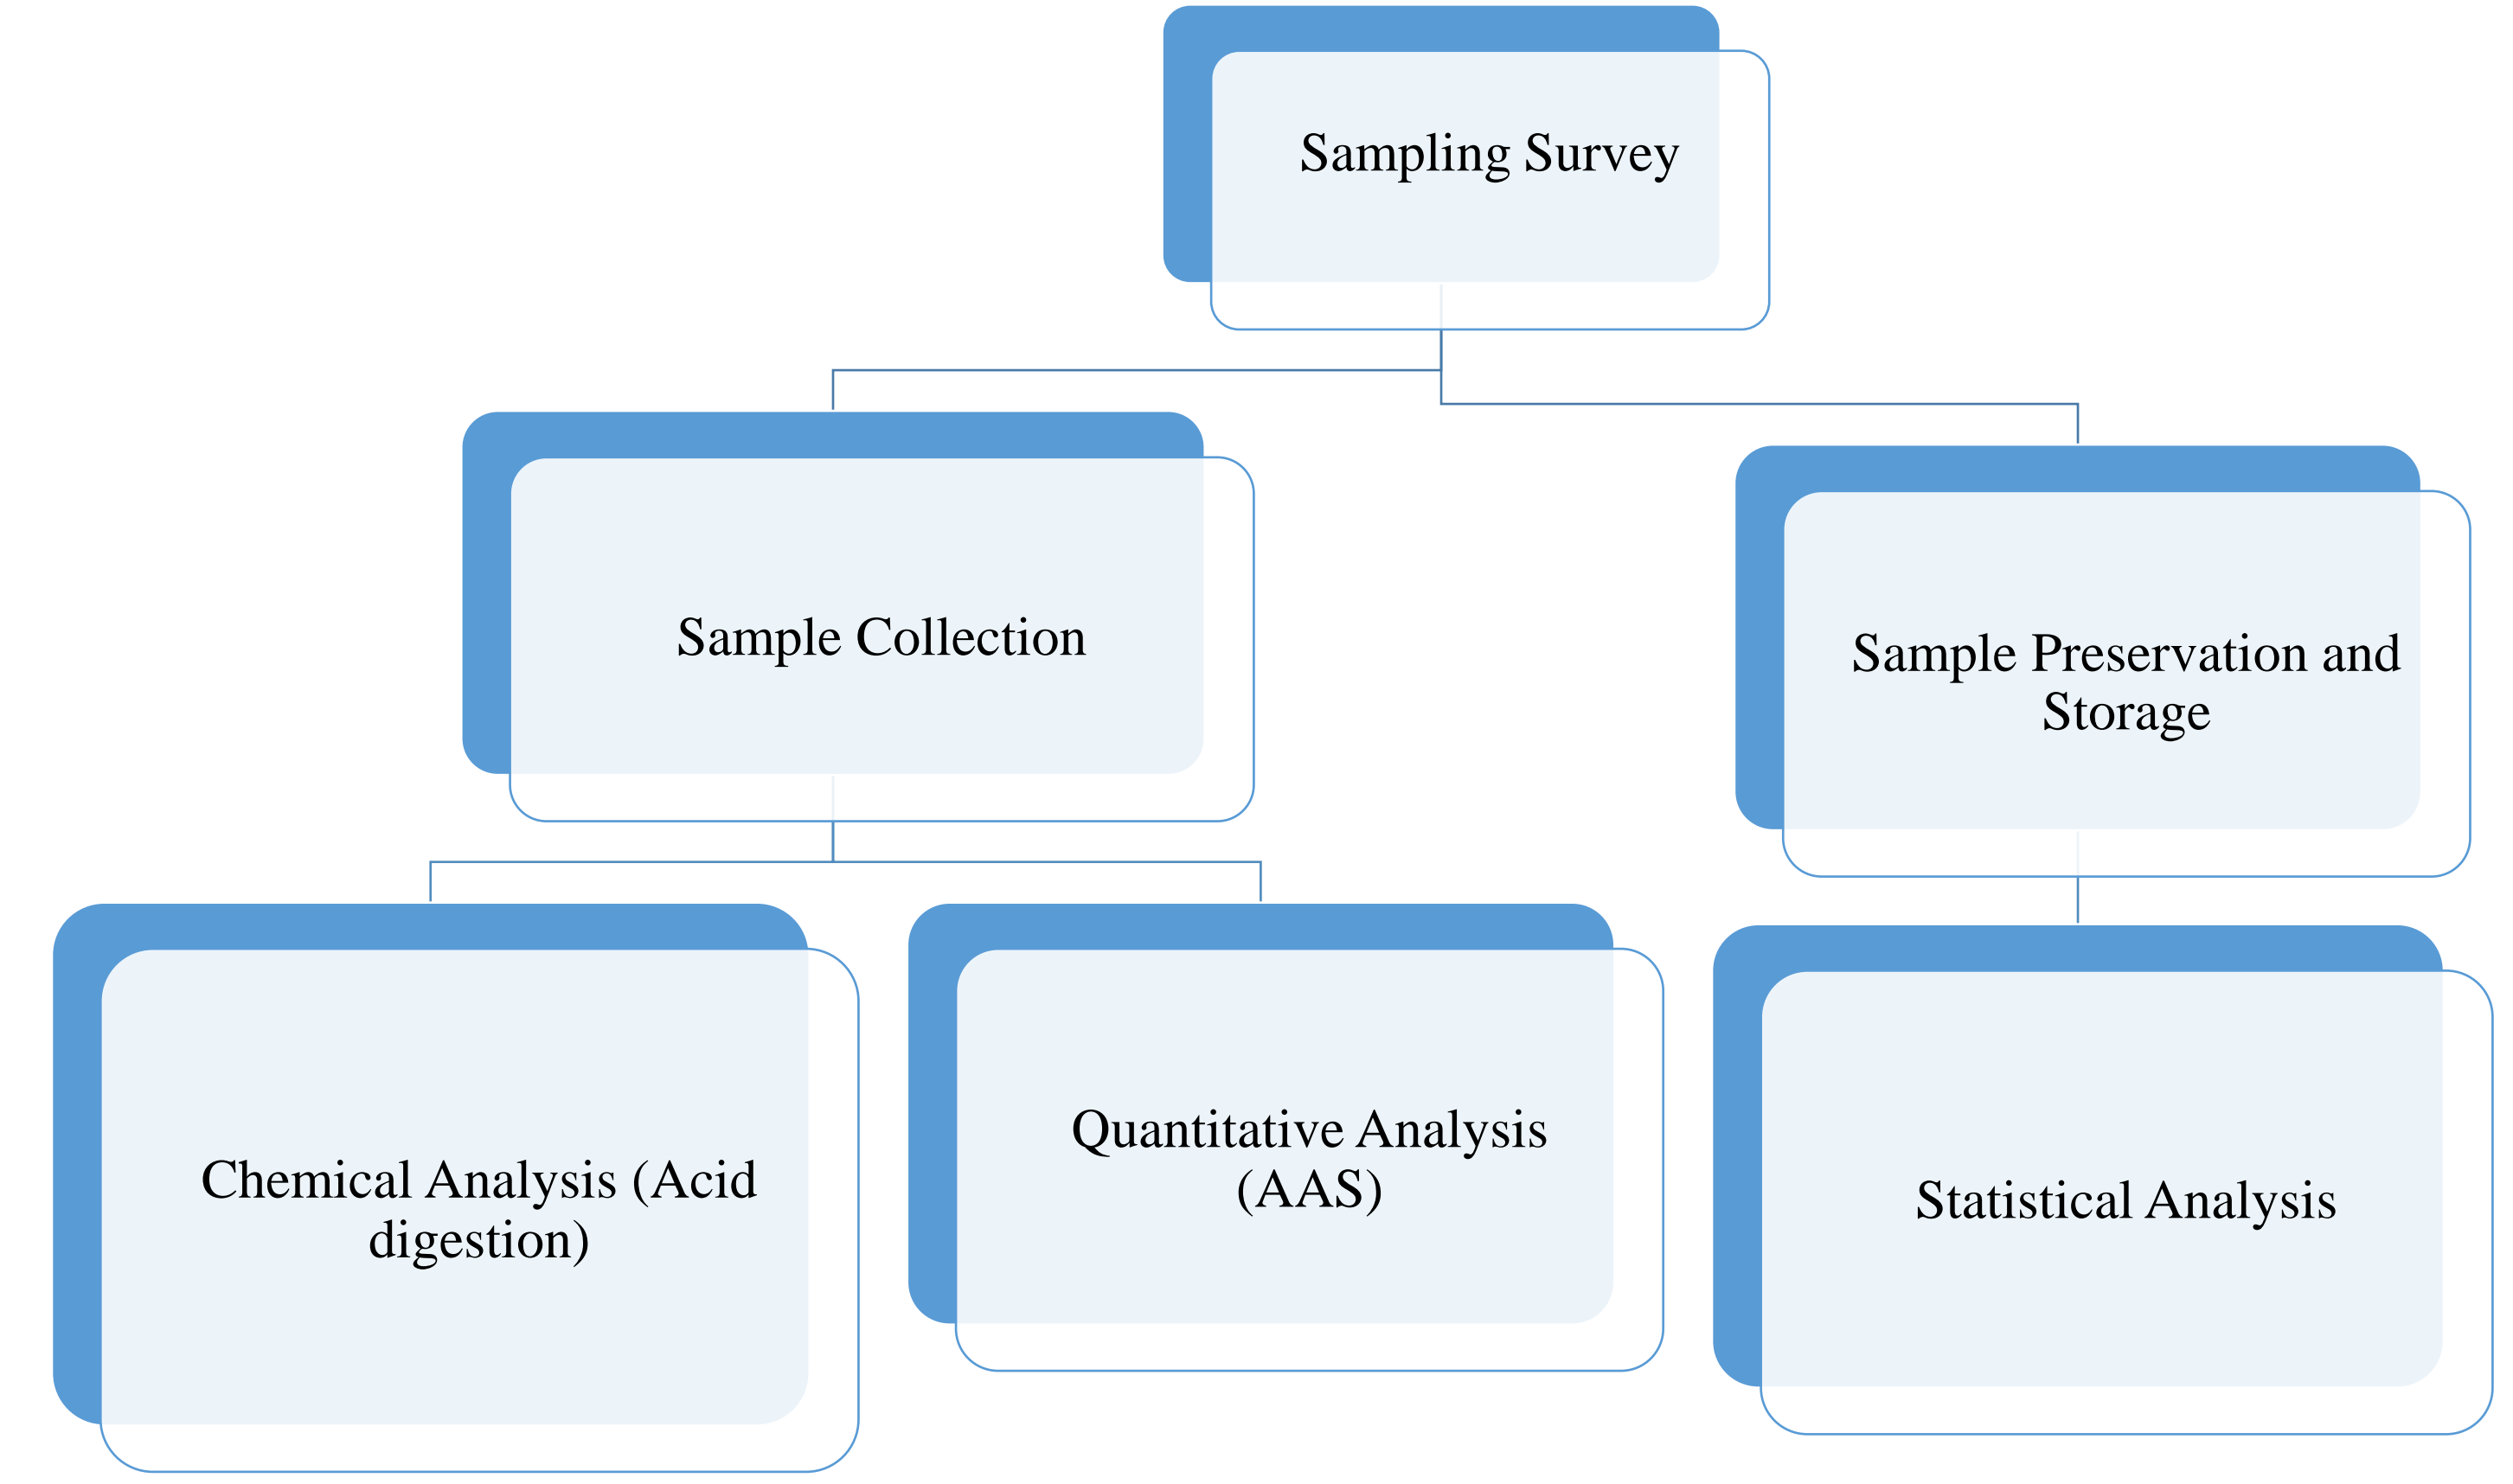 Sampling Survey
Sample Collection
Sample Preservation and
Storage
Chemical Analysis (Acid
digestion)
Quantitative Analysis
(AAS)
Statistical Analysis